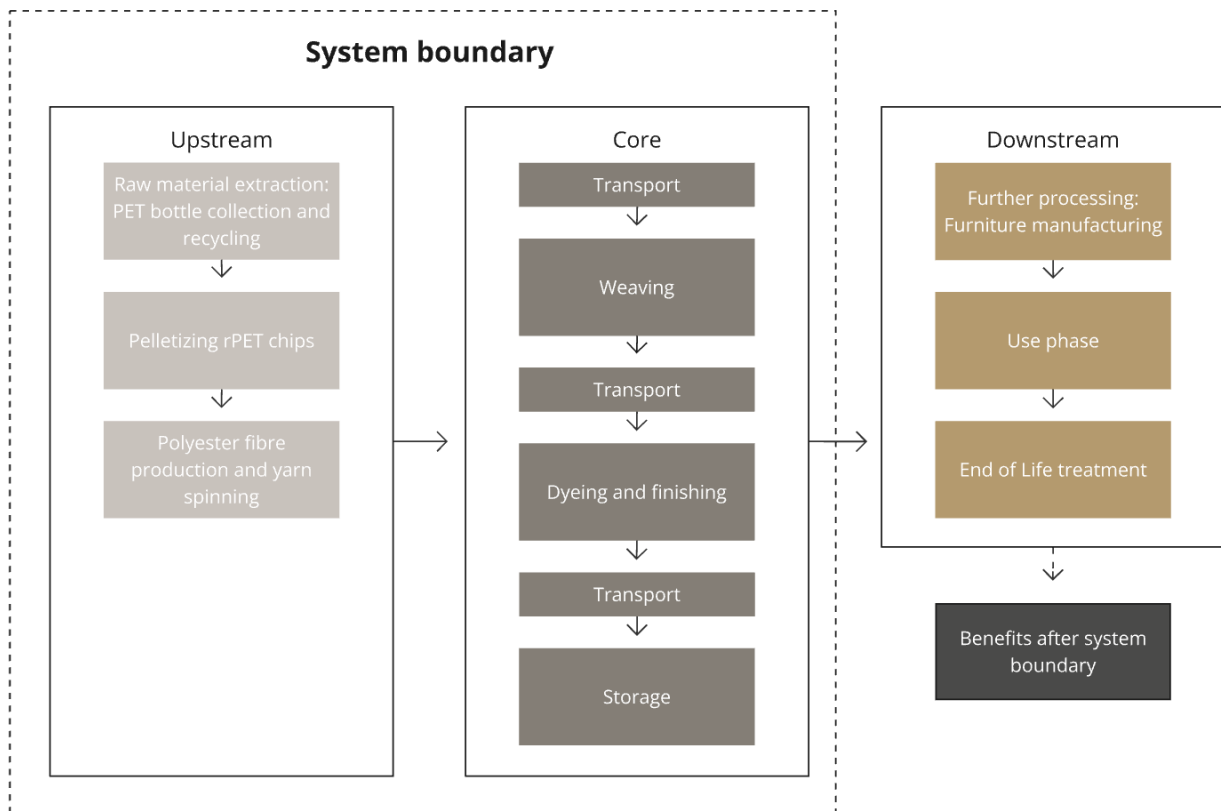 System boundary
Upstream
Raw material extraction:
PET bottle collection and
recycling
Pelletizing rPET chips
Polyester fibre
production and yarn
spinning
Core
Transport
Weaving
Transport
Dyeing and finishing
Transport
Storage
Downstream
Further processing:
Furniture manufacturing
Use phase
End of Life treatment
Benefits after system
boundary